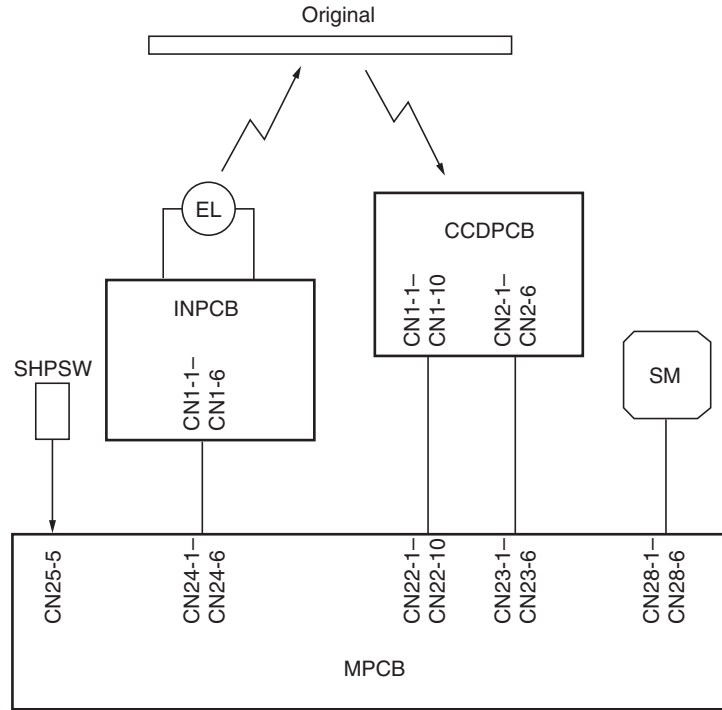 Original
EL
CCDPCB
CN1-1–
CN1-10
CN2-1–
CN2-6
INPCB
CN1-1–
CN1-6
SHPSW
SM
CN25-5
CN24-1–
CN24-6
CN22-1–
CN22-10
CN23-1–
CN23-6
CN28-1–
CN28-6
MPCB